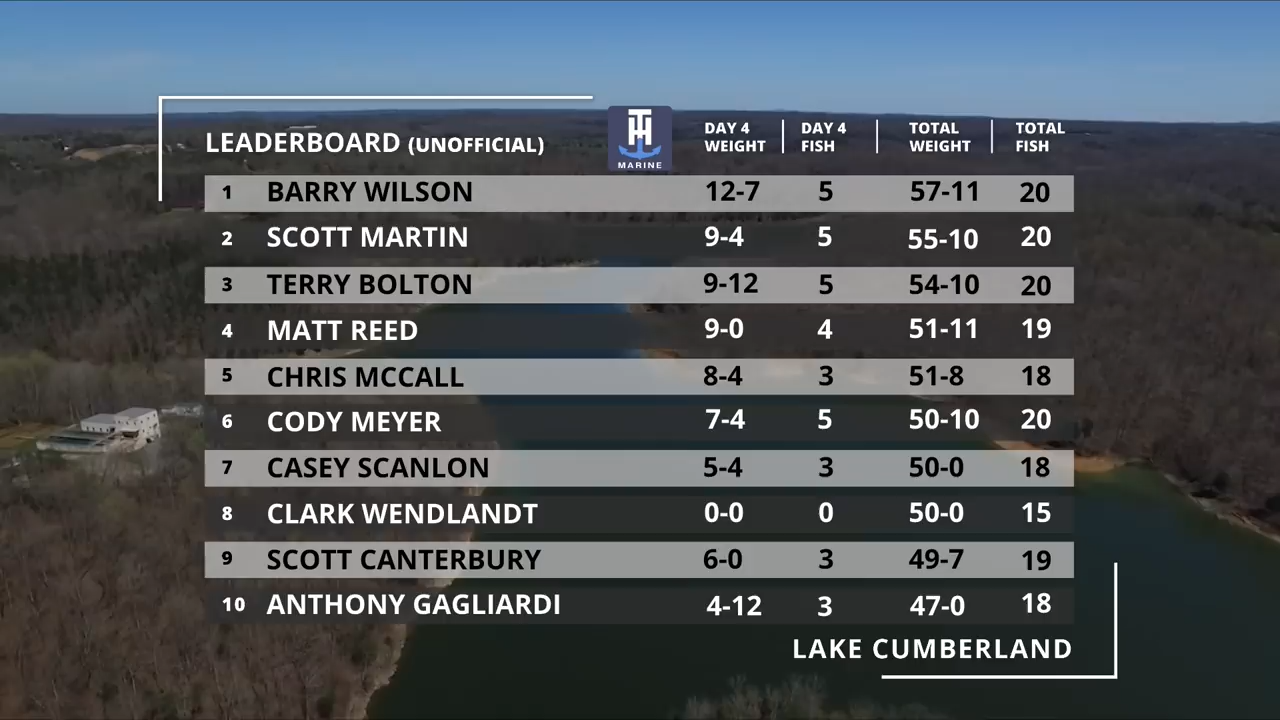 LEADERBOARD (UNOFFICIAL)
TH
MARINE
DAY 4 WEIGHT
DAY 4 FISH
TOTAL WEIGHT
TOTAL FISH
1 BARRY WILSON 12-7 5 57-11 20
2 SCOTT MARTIN 9-4 5 55-10 20
3 TERRY BOLTON 9-12 5 54-10 20
4 MATT REED 9-0 4 51-11 19
5 CHRIS MCCALL 8-4 3 51-8 18
6 CODY MEYER 7-4 5 50-10 20
7 CASEY SCANLON 5-4 3 50-0 18
8 CLARK WENDLANDT 0-0 0 50-0 15
9 SCOTT CANTERBURY 6-0 3 49-7 19
10 ANTHONY GAGLIARDI 4-12 3 47-0 18
LAKE CUMBERLAND